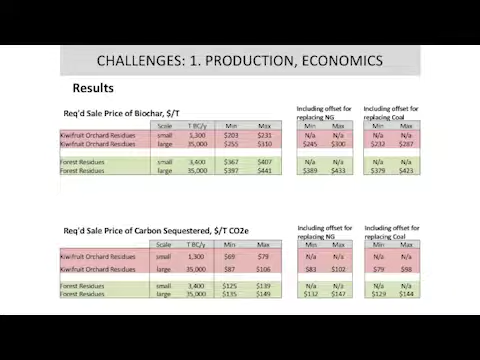 CHALLENGES: 1. PRODUCTION, ECONOMICS
Results
Req'd Sale Price of Biochar, $/T
Including offset for replacing NG
Including offset for replacing Coal
Scale T BC/y Min Max Min Max Min Max
Kiwifruit Orchard Residues small 1,300 $203 $231 N/a N/a N/a N/a
Kiwifruit Orchard Residues large 35,000 $255 $310 $245 $300 $232 $287
Forest Residues small 3,400 $367 $407 N/a N/a N/a N/a
Forest Residues large 35,000 $397 $441 $389 $433 $379 $423
Req'd Sale Price of Carbon Sequestered, $/T CO2e
Including offset for replacing NG
Including offset for replacing Coal
Scale T BC/y Min Max Min Max Min Max
Kiwifruit Orchard Residues small 1,300 $69 $79 N/a N/a N/a N/a
Kiwifruit Orchard Residues large 35,000 $87 $106 $83 $102 $79 $98
Forest Residues small 3,400 $125 $139 N/a N/a N/a N/a
Forest Residues large 35,000 $135 $149 $132 $147 $129 $144